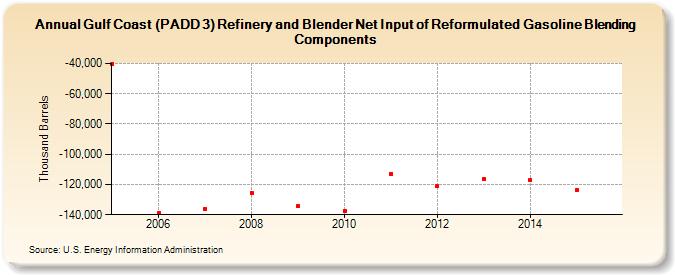 Annual Gulf Coast (PADD 3) Refinery and Blender Net Input of Reformulated Gasoline Blending
Components
Thousand Barrels
-40,000
-60,000
-80,000
-100,000
-120,000
-140,000
2006 2008 2010 2012 2014
Source: U.S. Energy Information Administration